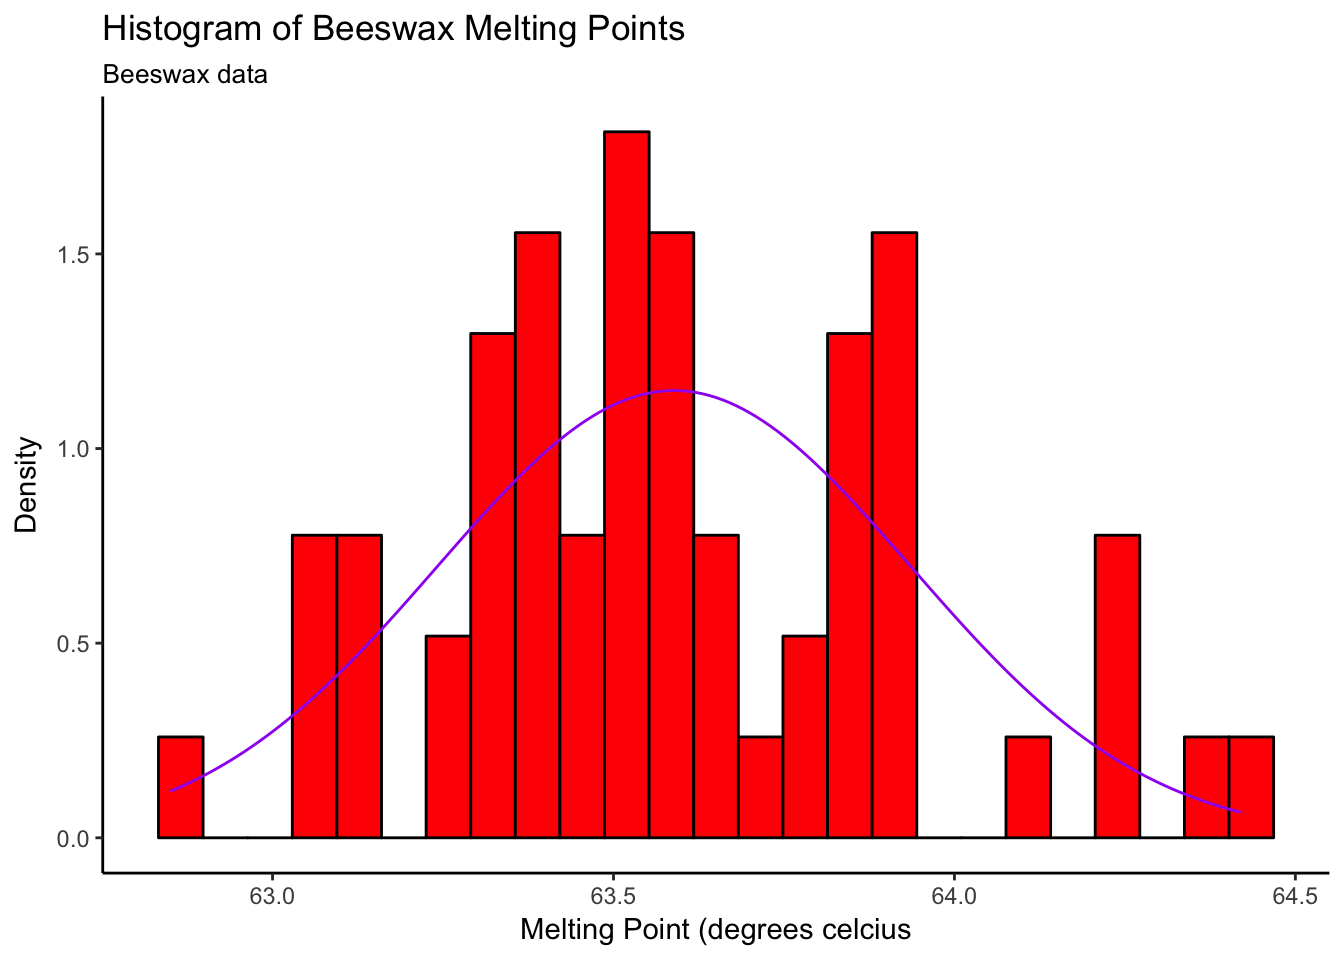 Histogram of Beeswax Melting Points
Beeswax data
Density
1.5
1.0
0.5
0.0
63.0 63.5 64.0 64.5
Melting Point (degrees celcius